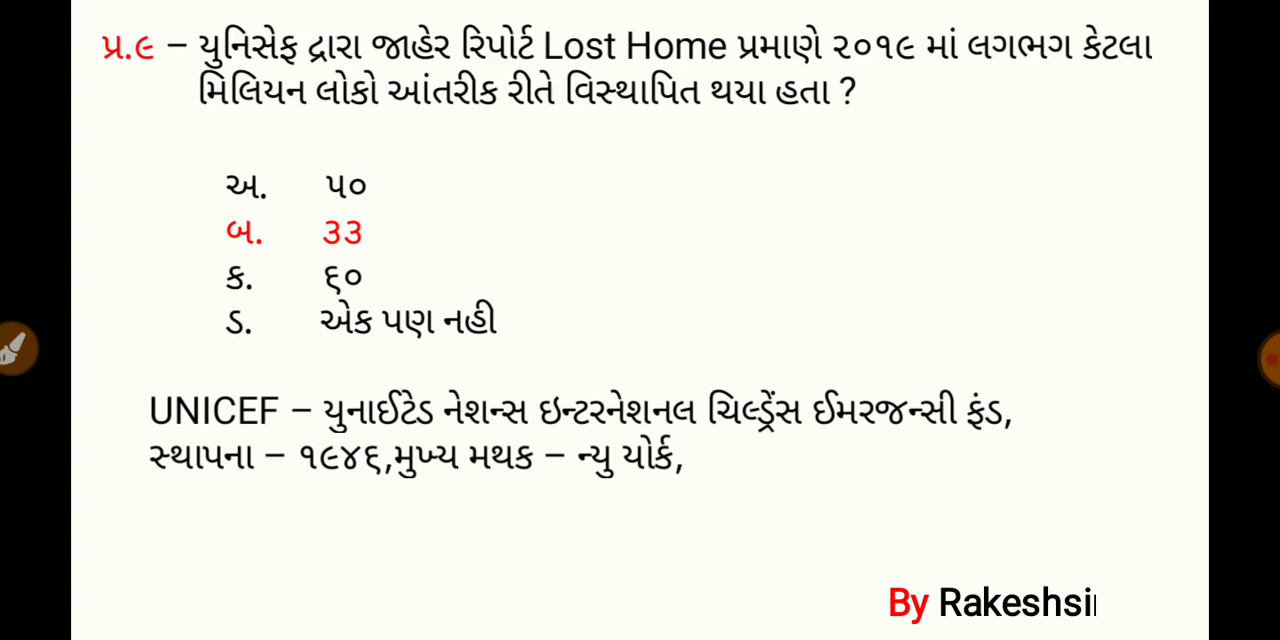 પ્ર.૯ – યુનિસેફ દ્રારા જાહેર રિપોર્ટ Lost Home પ્રમાણે ૨૦૧૯ માં લગભગ કેટલા
મિલિયન લોકો આંતરીક રીતે વિસ્થાપિત થયા હતા ?
અ. ૫૦
બ. ૩૩
ક. ૬૦
ડ. એક પણ નહી
UNICEF – યુનાઈટેડ નેશન્સ ઇન્ટરનેશનલ ચિલ્ડ્રેંસ ઈમરજન્સી ફંડ,
સ્થાપના – ૧૯૪૬,મુખ્ય મથક – ન્યુ યોર્ક,
By Rakeshsi